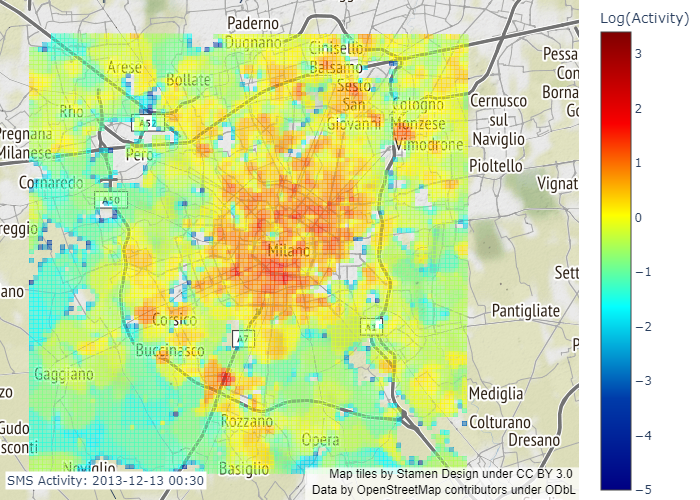 Log(Activity)
Paderno
Dugnano
Cinisello
Balsamo
Arese
Bollate
Sesto
San
Giovanni
Pessa
Con
Borna
Rho
A52
Cologno
Monzese
Vimodrone
Cernusco
sul
Naviglio
Pregnana
Milanese
Pero
Pioltello
Cornaredo
A50
Vignat
reggio
Milano
Sett
ano
Corsico
Pantigliate
A7
Buccinasco
Gaggiano
Mediglia
Rozzano
Colturano
Dresano
Gudo
sconti
Opera
Noviglio
Basiglio
SMS Activity: 2013-12-13 00:30
Map tiles by Stamen Design under CC BY 3.0
Data by OpenStreetMap contributors under ODbL
3
2
1
0
−1
−2
−3
−4
−5